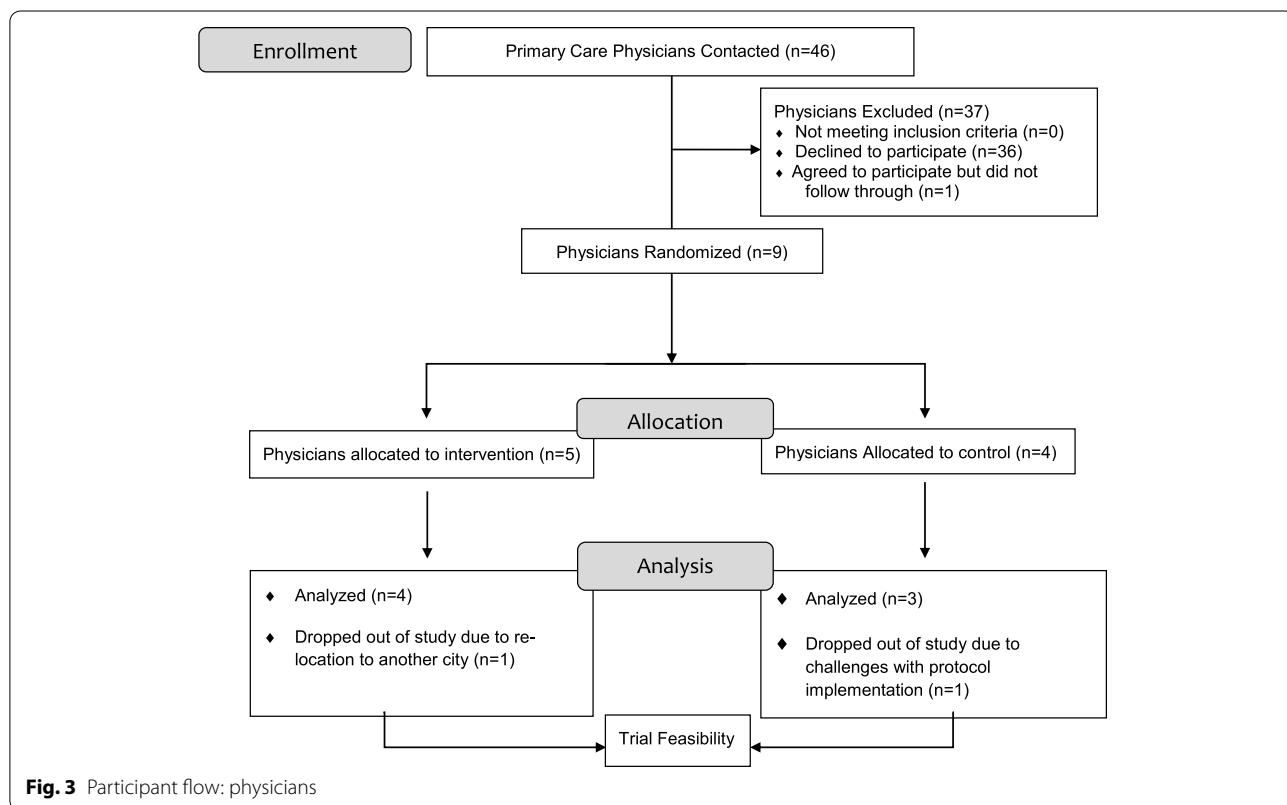 Enrollment
Primary Care Physicians Contacted (n=46)
Physicians Excluded (n=37)
♦ Not meeting inclusion criteria (n=0)
♦ Declined to participate (n=36)
♦ Agreed to participate but did not
follow through (n=1)
Physicians Randomized (n=9)
Allocation
Physicians allocated to intervention (n=5)
Physicians Allocated to control (n=4)
Analysis
♦ Analyzed (n=4)
♦ Dropped out of study due to re-
location to another city (n=1)
♦ Analyzed (n=3)
♦ Dropped out of study due to
challenges with protocol
implementation (n=1)
Trial Feasibility
Fig. 3 Participant flow: physicians